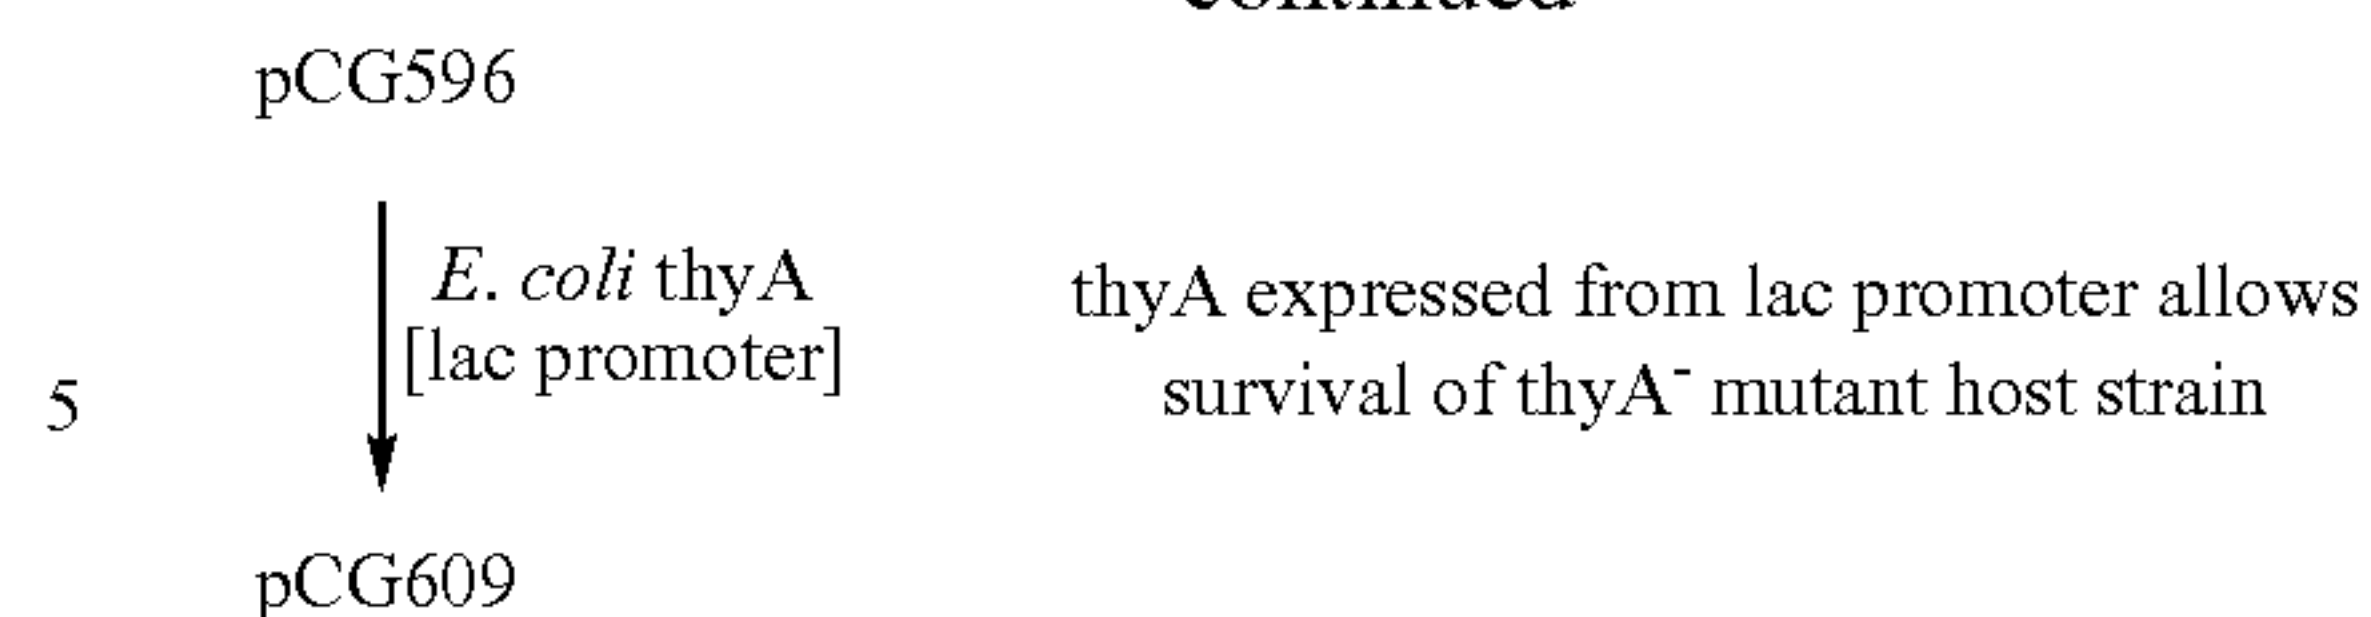 pCG596
E. coli thyA
[lac promoter]
thyA expressed from lac promoter allows
survival of thyA⁻ mutant host strain
5
pCG609